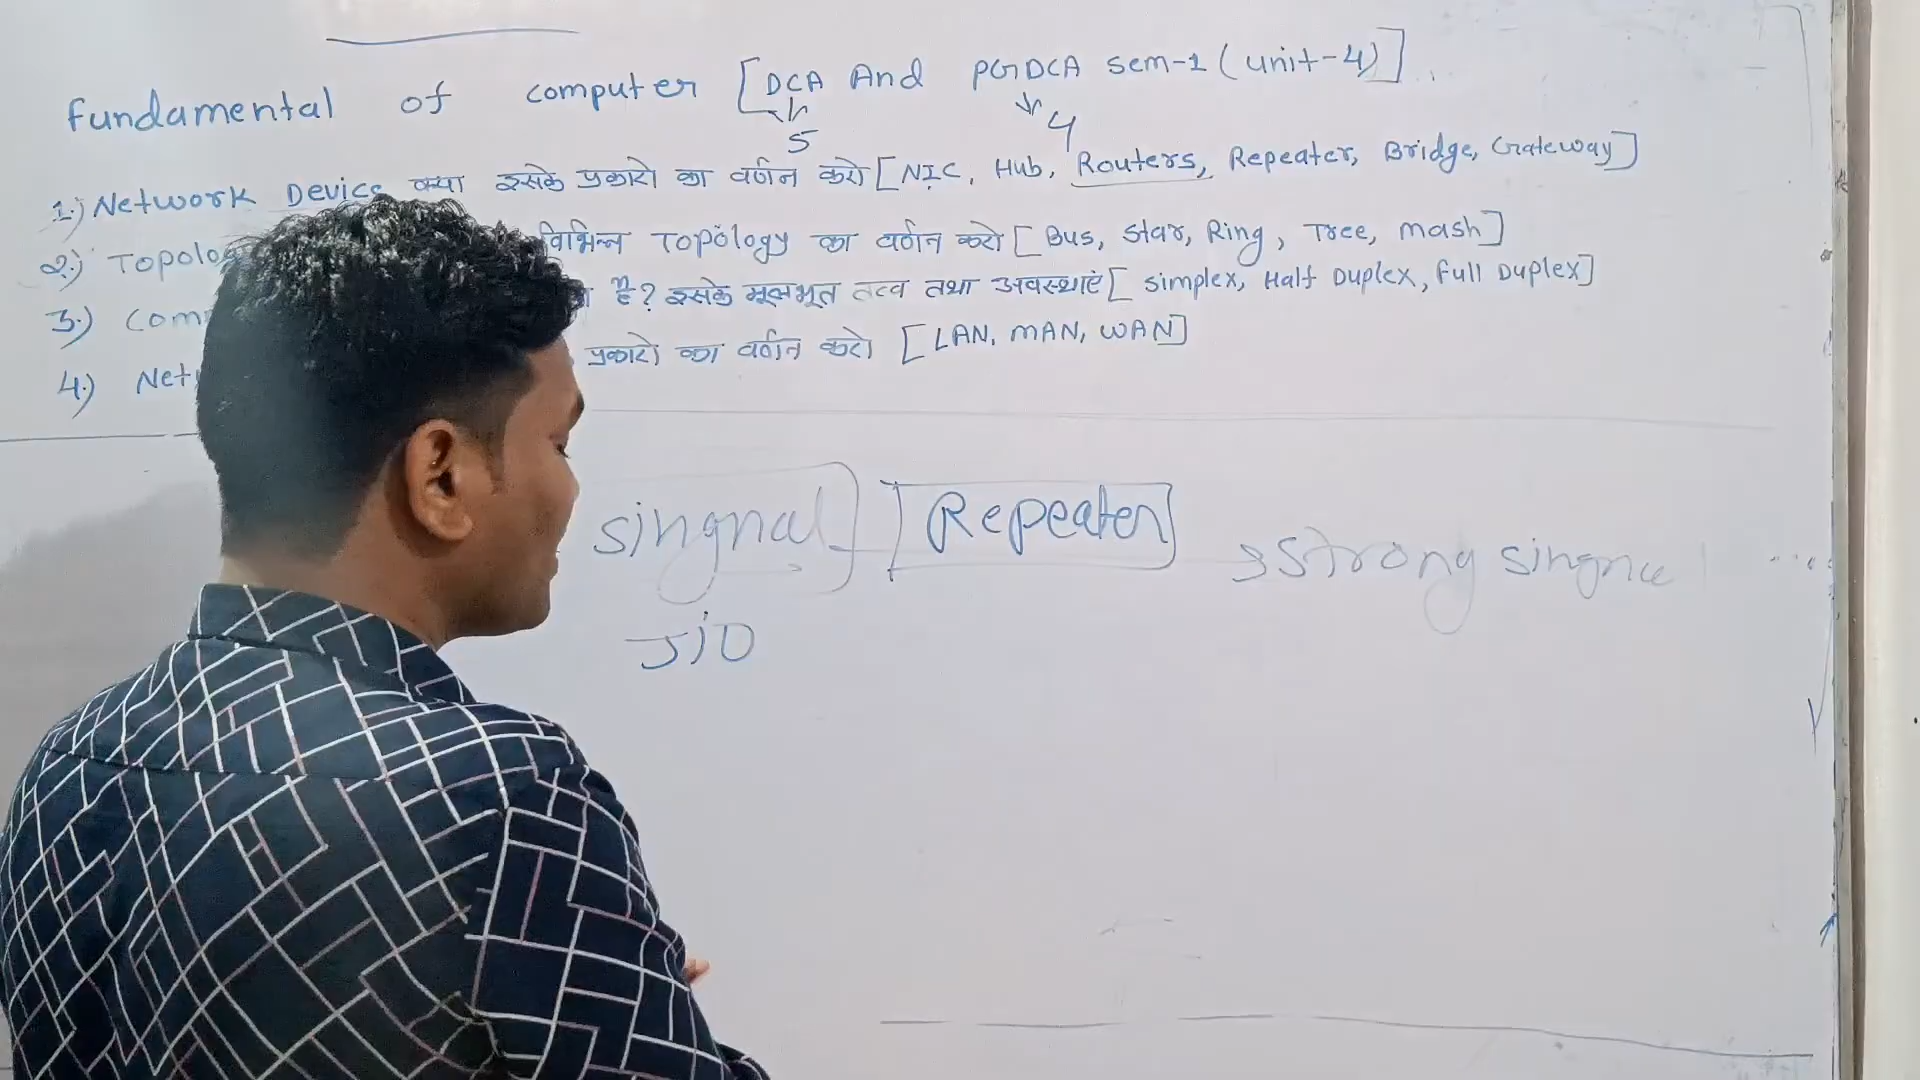 Fundamental of computer [DCA And PGDCA sem-1 (unit-4)]
5 4
1.) Network Device क्या इसके प्रकारो का वर्णन करो [NIC, Hub, Routers, Repeater, Bridge, Gateway]
2.) Topolo विभिन्न Topology का वर्णन करो [Bus, Star, Ring, Tree, mash]
3.) Com है? इसके मूलभूत तत्व तथा अवस्थाएं [simplex, Half Duplex, Full Duplex]
4.) Net प्रकारो का वर्णन करो [LAN, MAN, WAN]
singnal Repeater strong singna
Jio